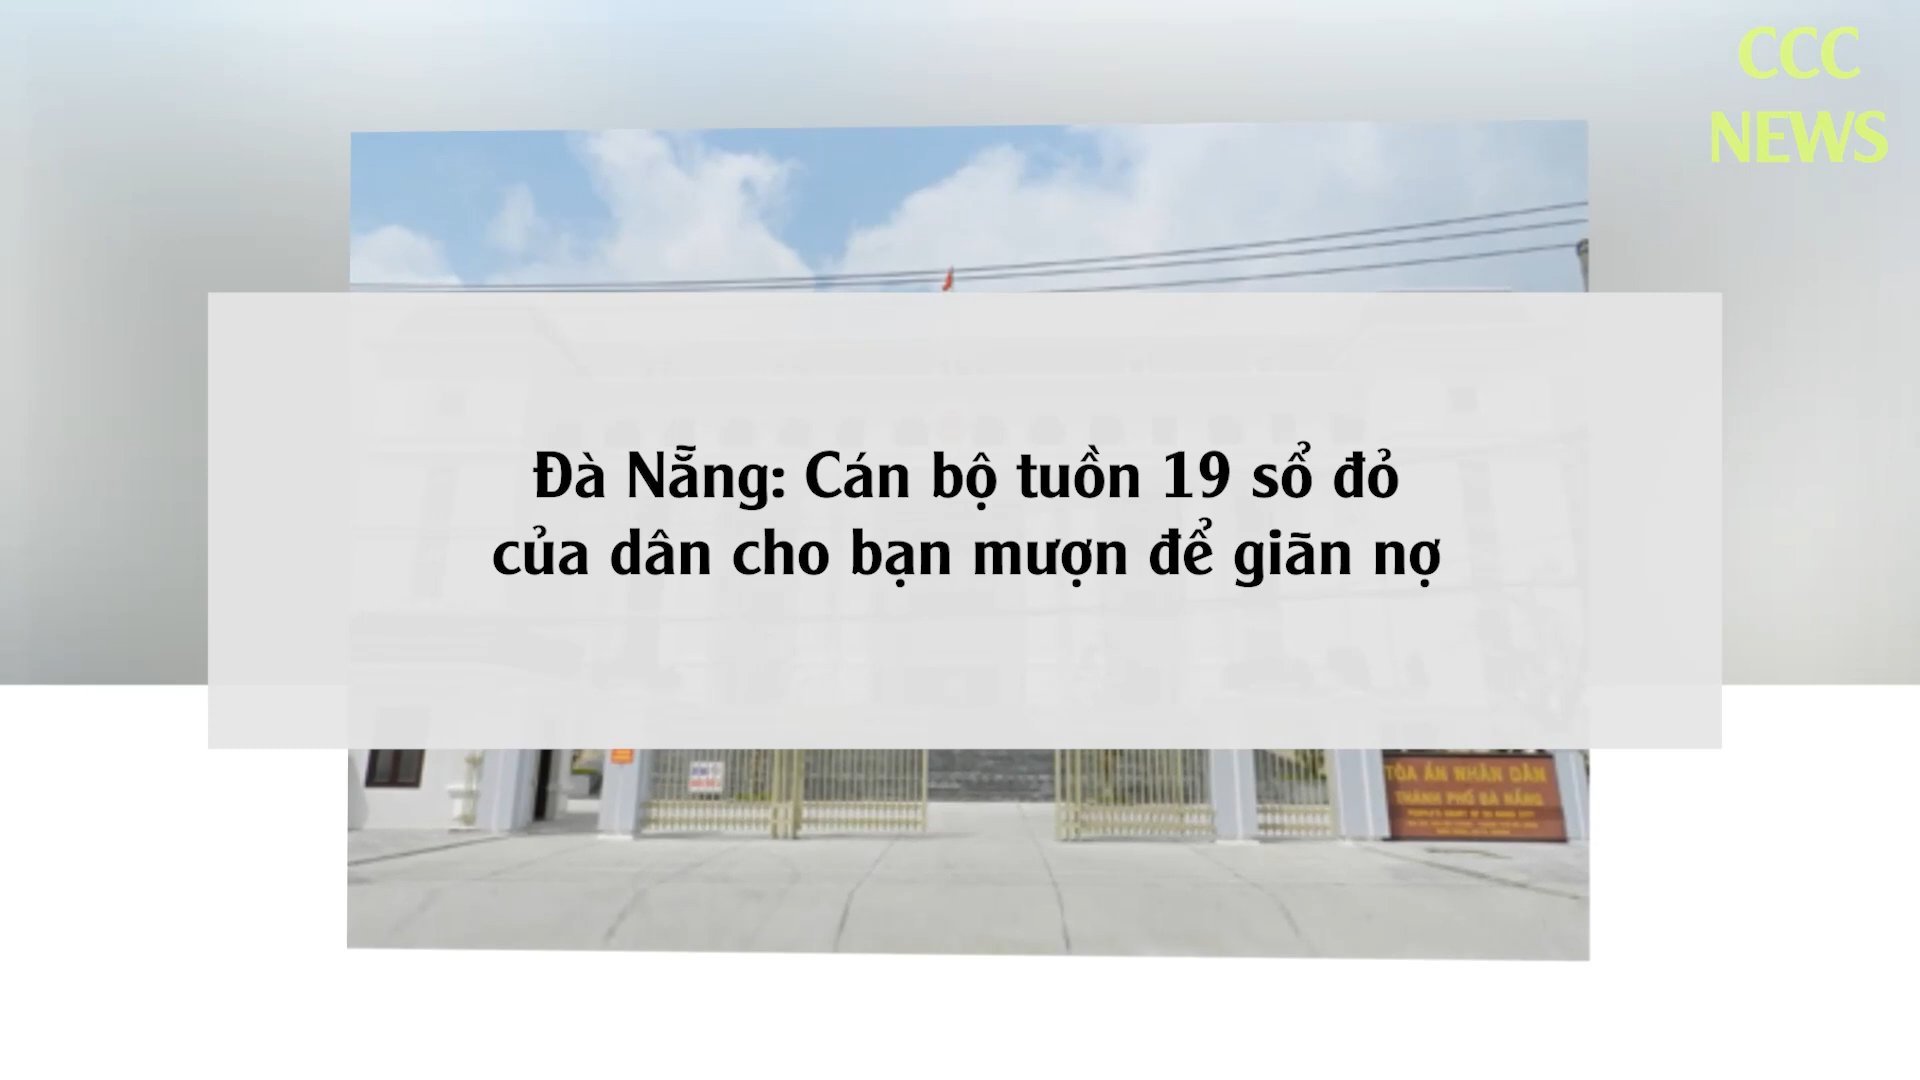 CCC
NEWS
Đà Nẵng: Cán bộ tuồn 19 sổ đỏ
của dân cho bạn mượn để giãn nợ
TÒA ÁN NHÂN DÂN
THÀNH PHỐ ĐÀ NẴNG